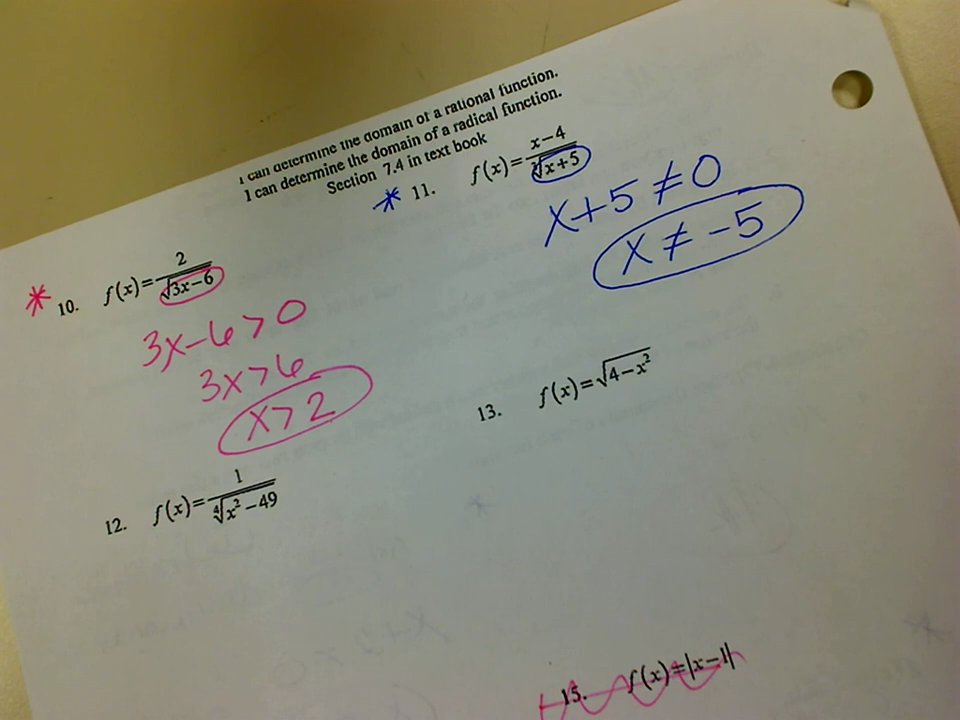 I can determine the domain of a rational function.
I can determine the domain of a radical function.
Section 7.4 in text book
* 10. f(x)=2/√(3x-6)
3x-6>0
3x>6
x>2
* 11. f(x)=(x-4)/∛(x+5)
x+5≠0
x≠-5
12. f(x)=1/∜(x²-49)
13. f(x)=√(4-x²)
15. f(x)=|x-1|